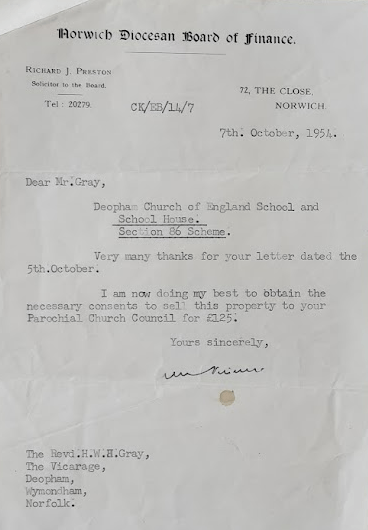 Norwich Diocesan Board of Finance.
Richard J. Preston
Solicitor to the Board.
Tel: 20279.
CK/EB/14/7
72, THE CLOSE,
NORWICH.
7th. October, 1954.
Dear Mr.Gray,
Deopham Church of England School and
School House.
Section 86 Scheme.
Very many thanks for your letter dated the
5th.October.
I am now doing my best to obtain the
necessary consents to sell this property to your
Parochial Church Council for £125.
Yours sincerely,
The Revd.H.W.H.Gray,
The Vicarage,
Deopham,
Wymondham,
Norfolk.